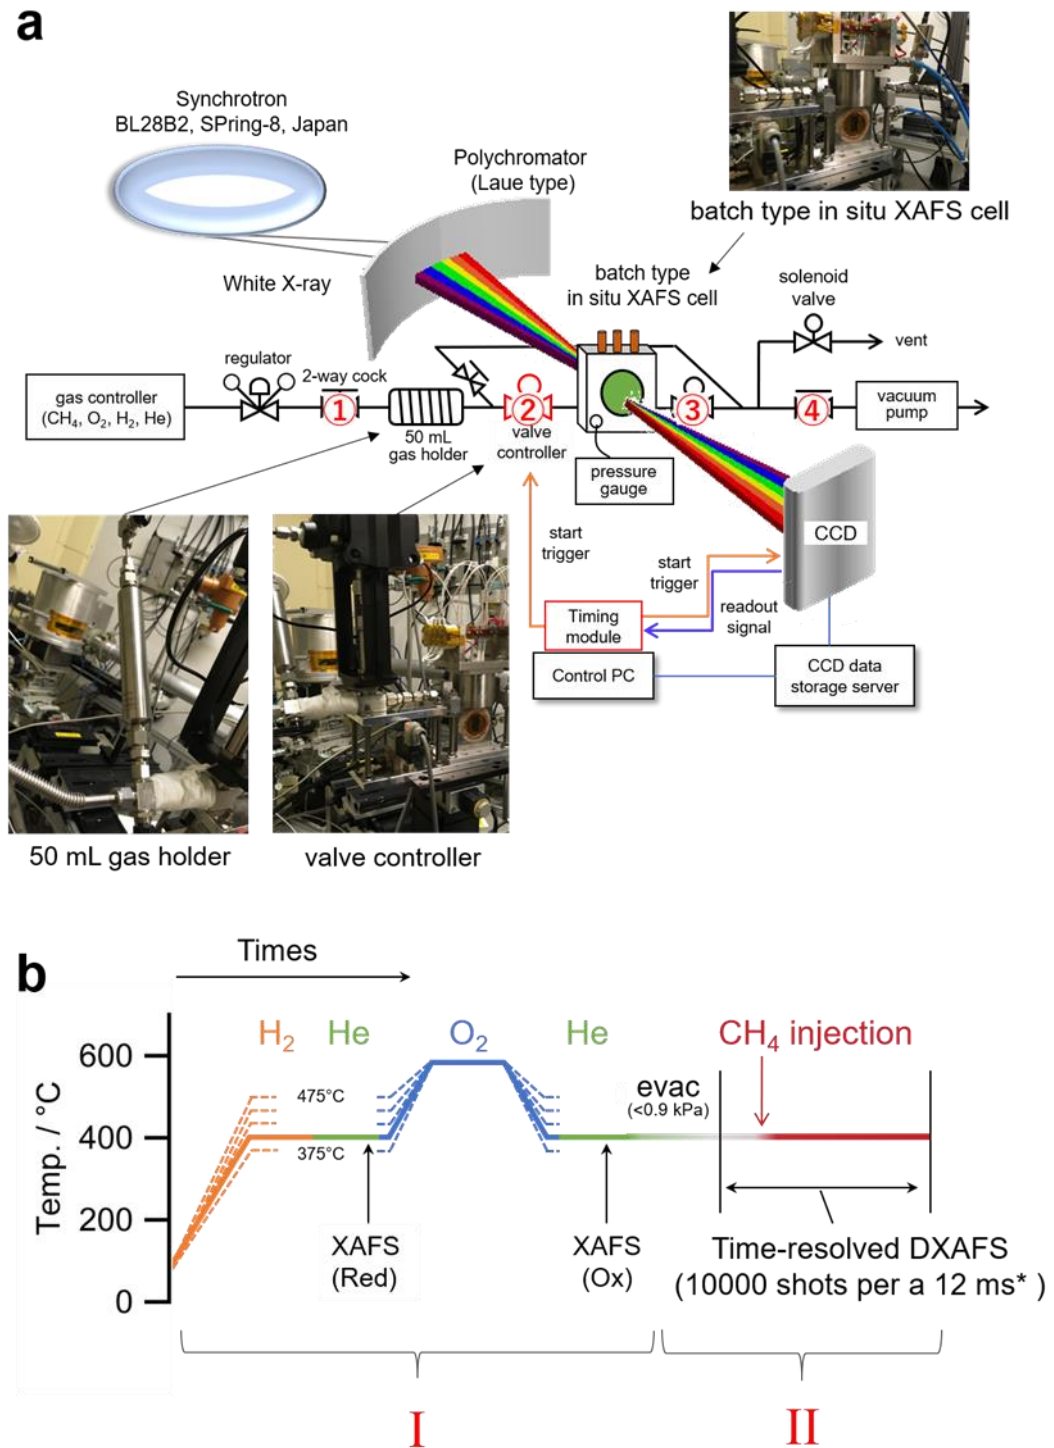 a
Synchrotron
BL28B2, SPring-8, Japan
Polychromator
(Laue type)
batch type in situ XAFS cell
White X-ray
batch type
in situ XAFS cell
solenoid
valve
vent
regulator
2-way cock
gas controller
(CH₄, O₂, H₂, He)
①
②
③
④
vacuum
pump
50 mL
gas holder
valve
controller
pressure
gauge
CCD
start
trigger
start
trigger
readout
signal
Timing
module
Control PC
CCD data
storage server
50 mL gas holder
valve controller
b
Times
H₂
He
O₂
He
CH₄ injection
600
475°C
evac
(<0.9 kPa)
400
375°C
Temp. / °C
200
0
XAFS
(Red)
XAFS
(Ox)
Time-resolved DXAFS
(10000 shots per a 12 ms* )
I
II